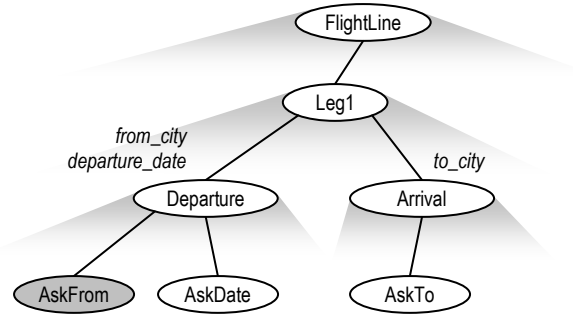 FlightLine
Leg1
from_city
departure_date
to_city
Departure
Arrival
AskFrom
AskDate
AskTo